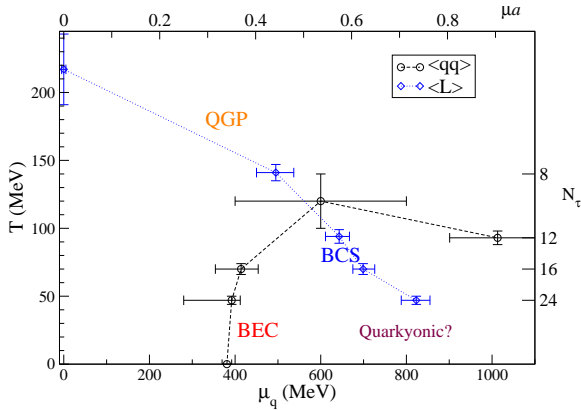 0 0.2 0.4 0.6 0.8 μa
<qq>
<L>
200
150
100
50
0
T (MeV)
QGP
BCS
BEC
Quarkyonic?
8
12
16
24
N_τ
0 200 400 600 800 1000
μ_q (MeV)